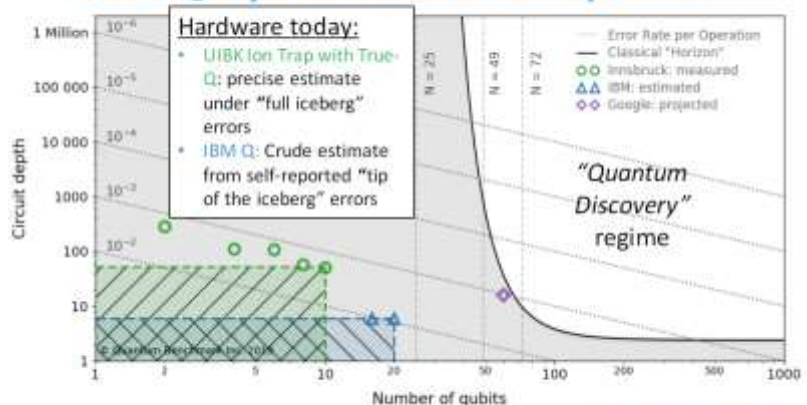 Hardware today:
• UIBK Ion Trap with True-
Q: precise estimate
under "full iceberg"
errors
• IBM Q: Crude estimate
from self-reported "tip
of the iceberg" errors
Error Rate per Operation
Classical "Horizon"
Innsbruck: measured
IBM: estimated
Google: projected
N = 25
N = 49
N = 72
"Quantum
Discovery"
regime
Circuit depth
1 Million
100 000
10 000
1000
100
10
1
10⁻⁶
10⁻⁵
10⁻⁴
10⁻³
10⁻²
© Quantum Benchmark Inc.
1
2
5
10
20
50
100
200
500
1000
Number of qubits